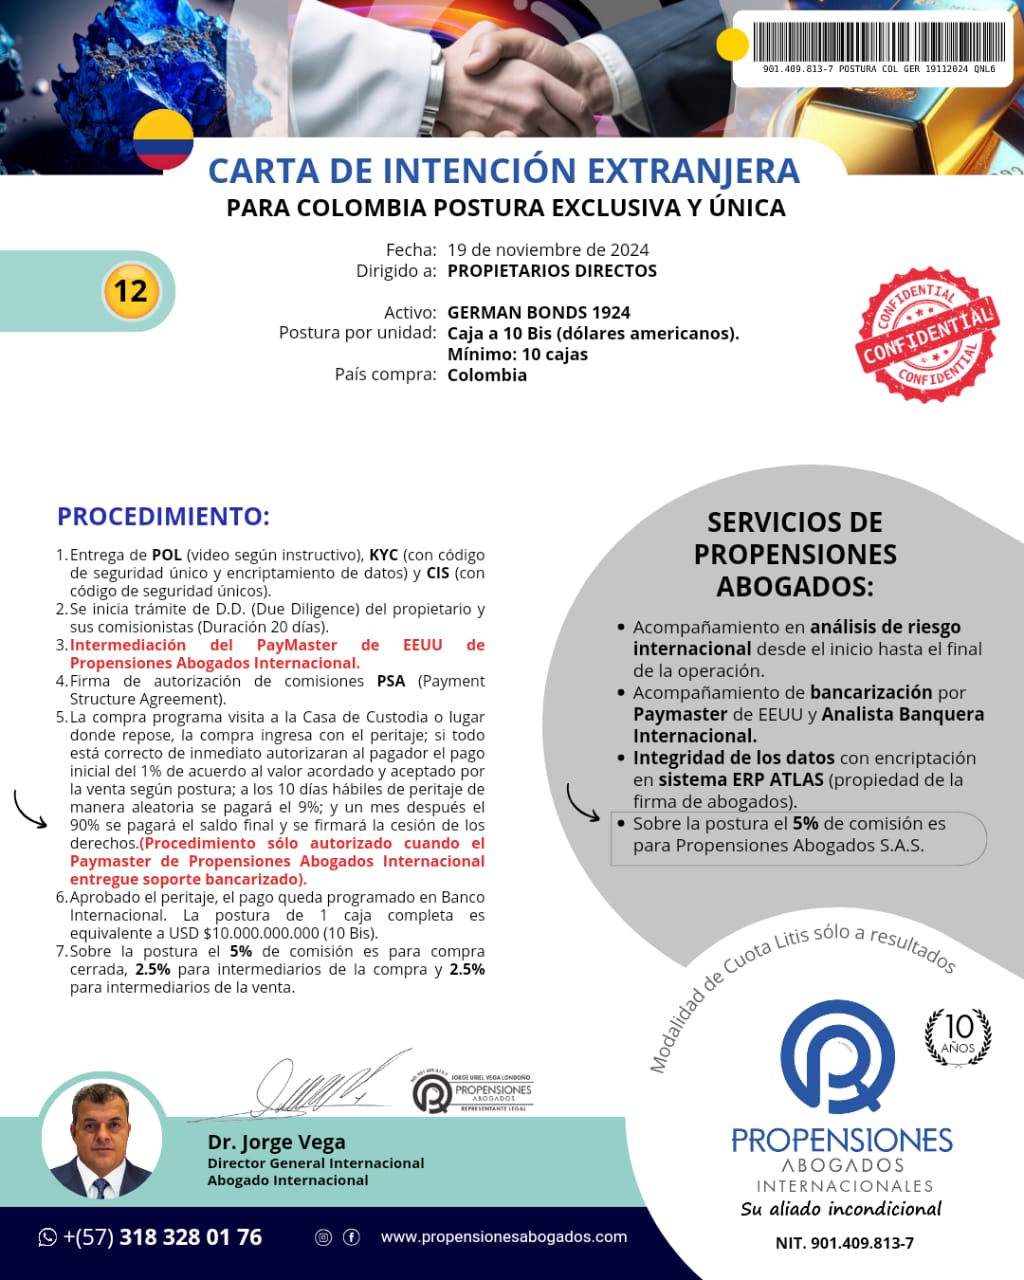 901.409.813-7 POSTURA COL GER 19112024 QNL6
CARTA DE INTENCIÓN EXTRANJERA
PARA COLOMBIA POSTURA EXCLUSIVA Y ÚNICA
Fecha: 19 de noviembre de 2024
Dirigido a: PROPIETARIOS DIRECTOS
12
Activo: GERMAN BONDS 1924
Postura por unidad: Caja a 10 Bis (dólares americanos).
Mínimo: 10 cajas
País compra: Colombia
CONFIDENTIAL
CONFIDENTIAL
CONFIDENTIAL
PROCEDIMIENTO:
1. Entrega de POL (video según instructivo), KYC (con código
de seguridad único y encriptamiento de datos) y CIS (con
código de seguridad únicos).
2. Se inicia trámite de D.D. (Due Diligence) del propietario y
sus comisionistas (Duración 20 días).
3. Intermediación del PayMaster de EEUU de
Propensiones Abogados Internacional.
4. Firma de autorización de comisiones PSA (Payment
Structure Agreement).
5. La compra programa visita a la Casa de Custodia o lugar
donde repose, la compra ingresa con el peritaje; si todo
está correcto de inmediato autorizaran al pagador el pago
inicial del 1% de acuerdo al valor acordado y aceptado por
la venta según postura; a los 10 días hábiles de peritaje de
manera aleatoria se pagará el 9%; y un mes después el
90% se pagará el saldo final y se firmará la cesión de los
derechos.(Procedimiento sólo autorizado cuando el
Paymaster de Propensiones Abogados Internacional
entregue soporte bancarizado).
6. Aprobado el peritaje, el pago queda programado en Banco
Internacional. La postura de 1 caja completa es
equivalente a USD $10.000.000.000 (10 Bis).
7. Sobre la postura el 5% de comisión es para compra
cerrada, 2.5% para intermediarios de la compra y 2.5%
para intermediarios de la venta.
SERVICIOS DE
PROPENSIONES
ABOGADOS:
• Acompañamiento en análisis de riesgo
internacional desde el inicio hasta el final
de la operación.
• Acompañamiento de bancarización por
Paymaster de EEUU y Analista Banquera
Internacional.
• Integridad de los datos con encriptación
en sistema ERP ATLAS (propiedad de la
firma de abogados).
• Sobre la postura el 5% de comisión es
para Propensiones Abogados S.A.S.
Modalidad de Cuota Litis sólo a resultados
10
AÑOS
PROPENSIONES
ABOGADOS
INTERNACIONALES
Su aliado incondicional
NIT. 901.409.813-7
JORGE URIEL VEGA LONDOÑO
PROPENSIONES
ABOGADOS
REPRESENTANTE LEGAL
Dr. Jorge Vega
Director General Internacional
Abogado Internacional
+(57) 318 328 01 76
www.propensionesabogados.com